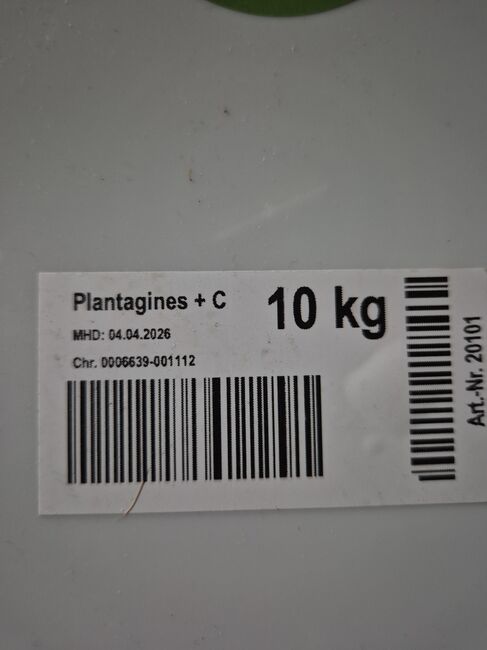 Plantagines + C
10 kg
MHD: 04.04.2026
Chr. 0006639-001112
Art.-Nr. 20101